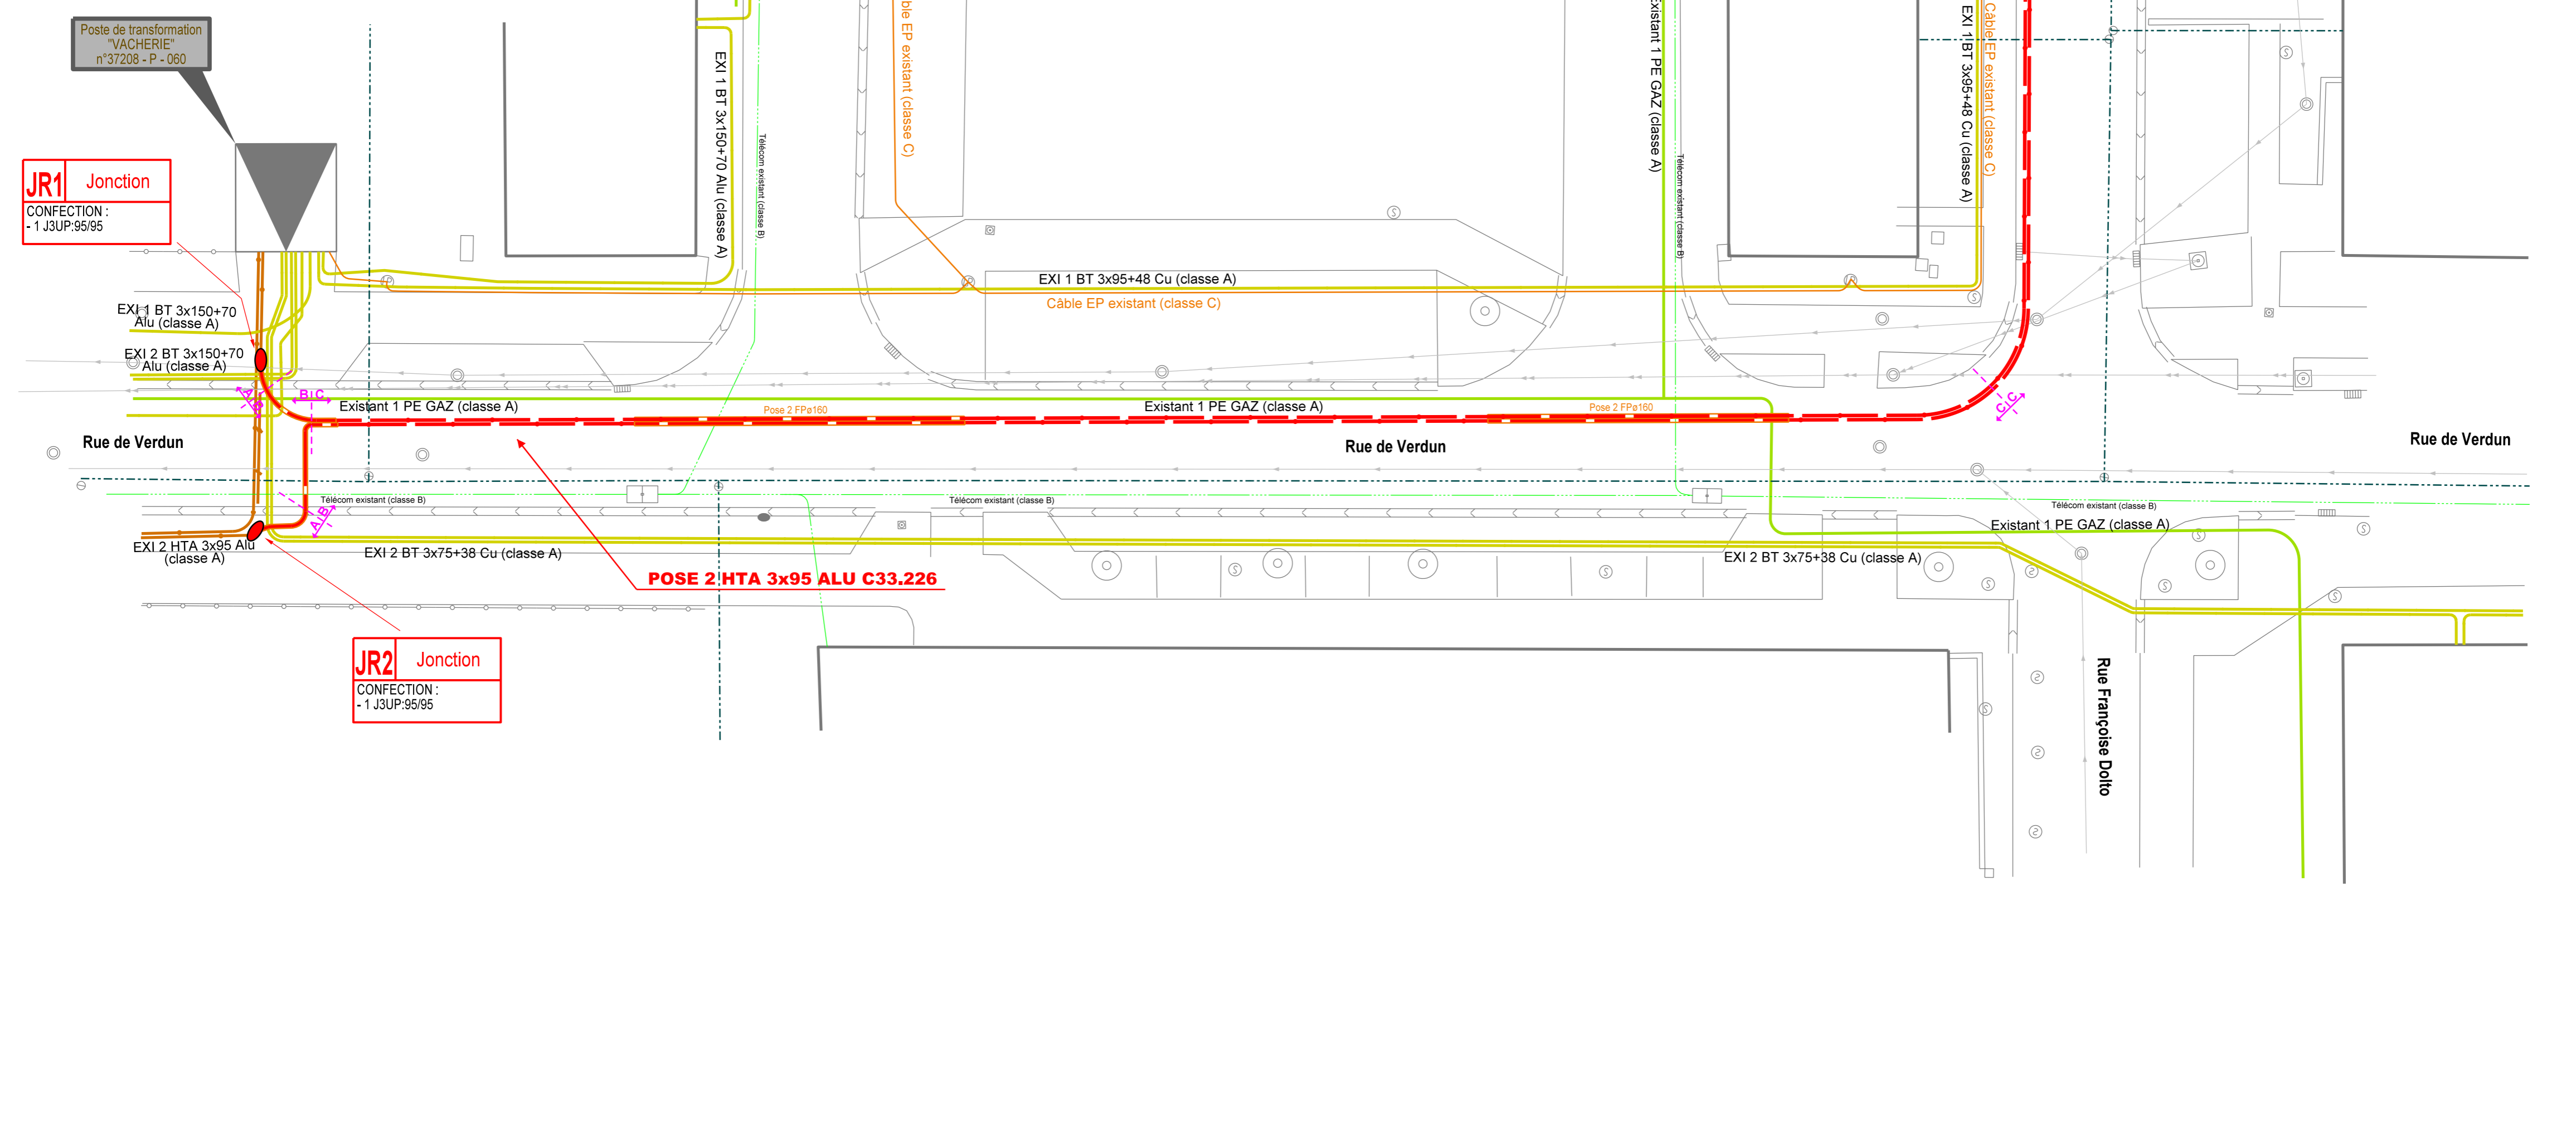 Poste de transformation
"VACHERIE"
n°37208 - P - 060
JR1 Jonction
CONFECTION :
- 1 J3UP:95/95
EXI 1 BT 3x150+70 Alu (classe A)
Télécom existant (classe B)
ble EP existant (classe C)
xistant 1 PE GAZ (classe A)
Télécom existant (classe B)
EXI 1 BT 3x95+48 Cu (classe A)
Câble EP existant (classe C)
EXI 1 BT 3x95+48 Cu (classe A)
Câble EP existant (classe C)
EXI 1 BT 3x150+70
Alu (classe A)
EXI 2 BT 3x150+70
Alu (classe A)
A B
B C
C C
Existant 1 PE GAZ (classe A)
Pose 2 FPø160
Existant 1 PE GAZ (classe A)
Pose 2 FPø160
Rue de Verdun
Rue de Verdun
Rue de Verdun
A B
Télécom existant (classe B)
Télécom existant (classe B)
Télécom existant (classe B)
Existant 1 PE GAZ (classe A)
EXI 2 HTA 3x95 Alu
(classe A)
EXI 2 BT 3x75+38 Cu (classe A)
EXI 2 BT 3x75+38 Cu (classe A)
POSE 2 HTA 3x95 ALU C33.226
JR2 Jonction
CONFECTION :
- 1 J3UP:95/95
Rue Françoise Dolto